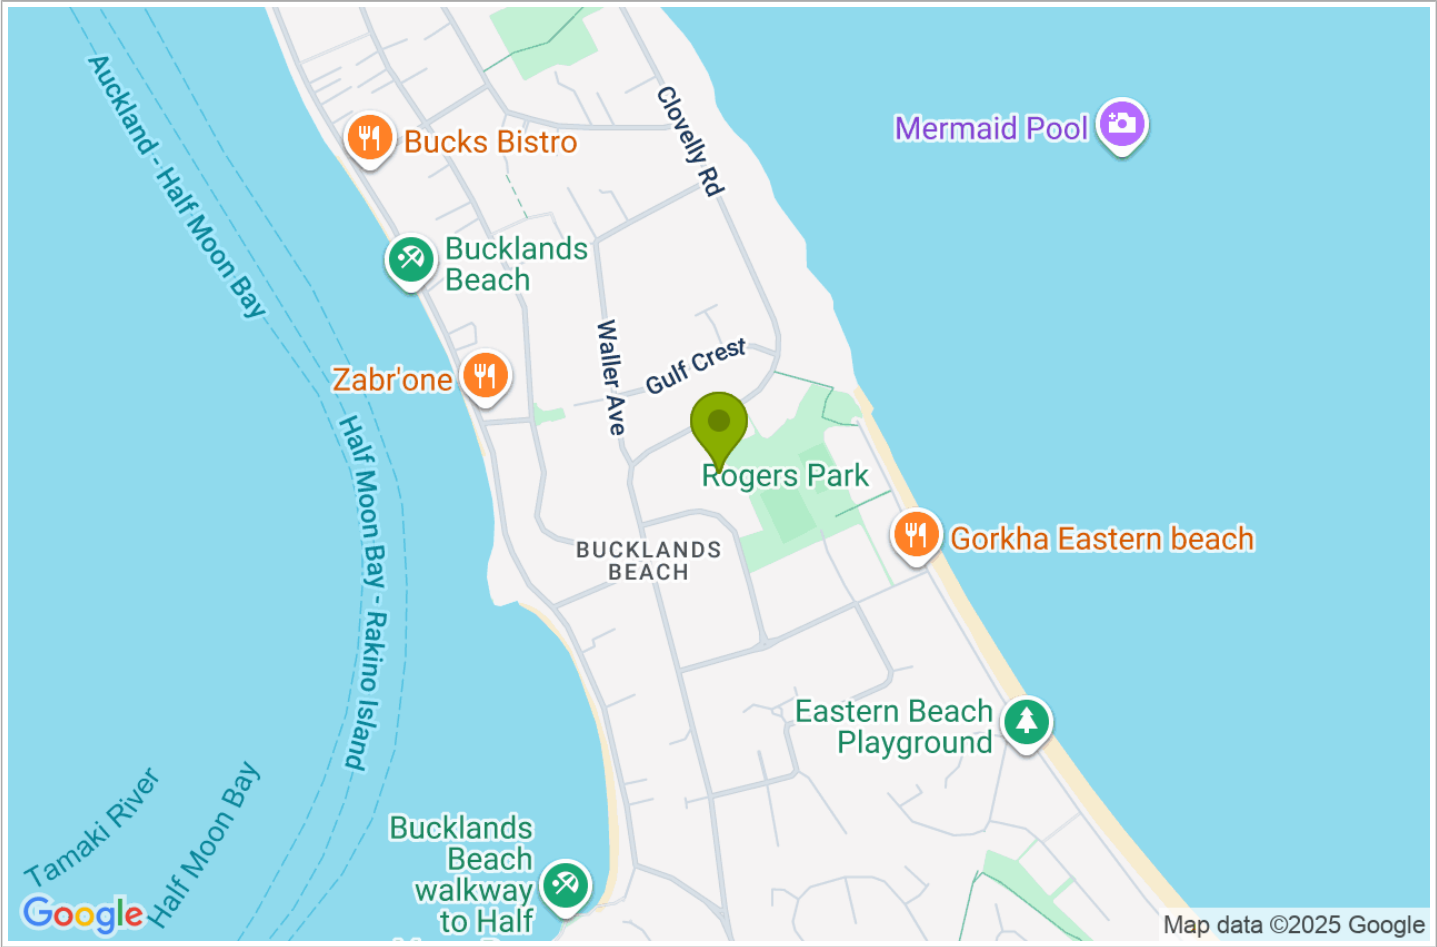 Auckland - Half Moon Bay
Clovelly Rd
Mermaid Pool
Bucks Bistro
Bucklands
Beach
Waller Ave
Gulf Crest
Zabr'one
Half Moon Bay - Rakino Island
Rogers Park
Gorkha Eastern beach
BUCKLANDS
BEACH
Eastern Beach
Playground
Tamaki River
Half Moon Bay
Bucklands
Beach
walkway
to Half
Google
Map data ©2025 Google